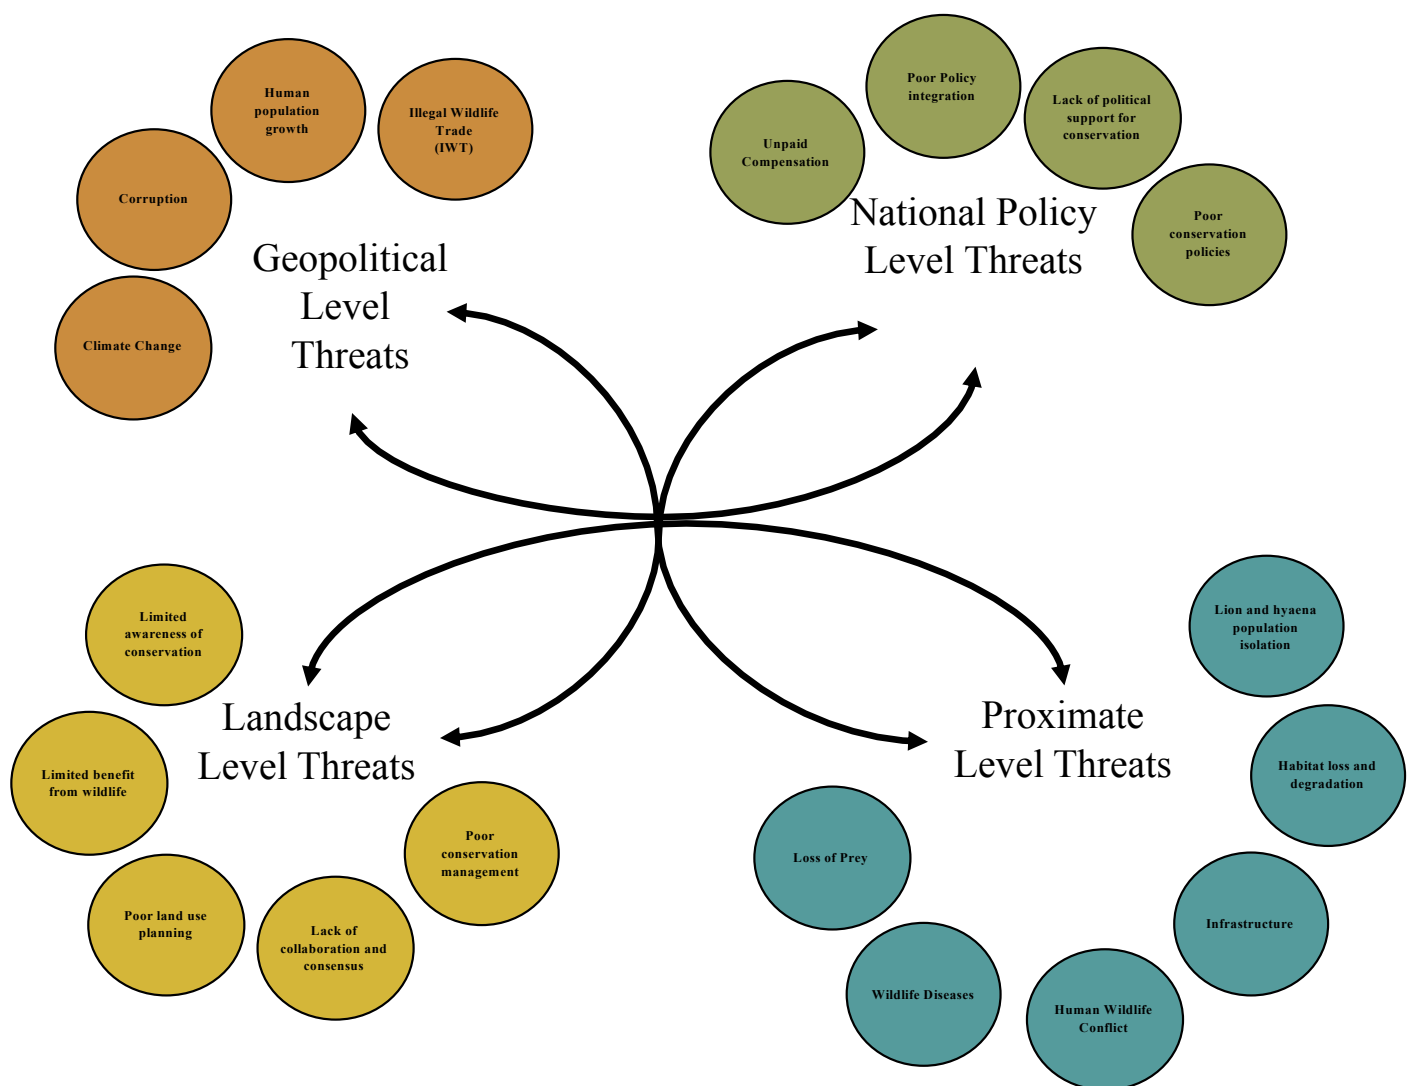 Human
population
growth
Illegal Wildlife
Trade
(IWT)
Corruption
Climate Change
Geopolitical
Level
Threats
Unpaid
Compensation
Poor Policy
integration
Lack of political
support for
conservation
Poor
conservation
policies
National Policy
Level Threats
Limited
awareness of
conservation
Limited benefit
from wildlife
Poor land use
planning
Lack of
collaboration and
consensus
Poor
conservation
management
Landscape
Level Threats
Proximate
Level Threats
Lion and hyaena
population
isolation
Habitat loss and
degradation
Infrastructure
Human Wildlife
Conflict
Wildlife Diseases
Loss of Prey